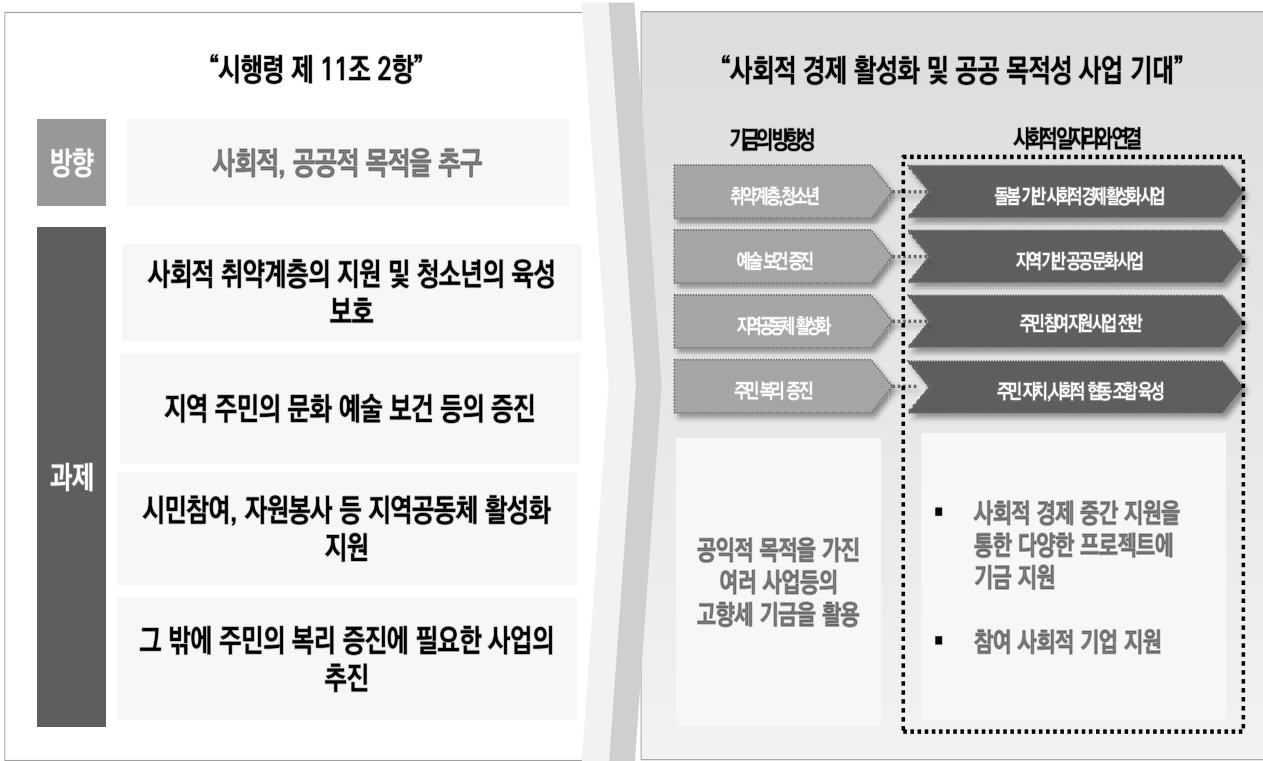 “시행령 제 11조 2항”
방향
사회적, 공공적 목적을 추구
과제
사회적 취약계층의 지원 및 청소년의 육성
보호
지역 주민의 문화 예술 보건 등의 증진
시민참여, 자원봉사 등 지역공동체 활성화
지원
그 밖에 주민의 복리 증진에 필요한 사업의
추진
“사회적 경제 활성화 및 공공 목적성 사업 기대”
기금의 방향성
사회적 일자리와 연결
취약계층,청소년
돌봄 기반 사회적 경제 활성화 사업
예술 보건 증진
지역 기반 공공 문화 사업
지역공동체 활성화
주민 참여 지원 사업 전반
주민 복리 증진
주민 자치,사회적 협동 조합 육성
공익적 목적을 가진
여러 사업등의
고향세 기금을 활용
▪ 사회적 경제 중간 지원을
통한 다양한 프로젝트에
기금 지원
▪ 참여 사회적 기업 지원